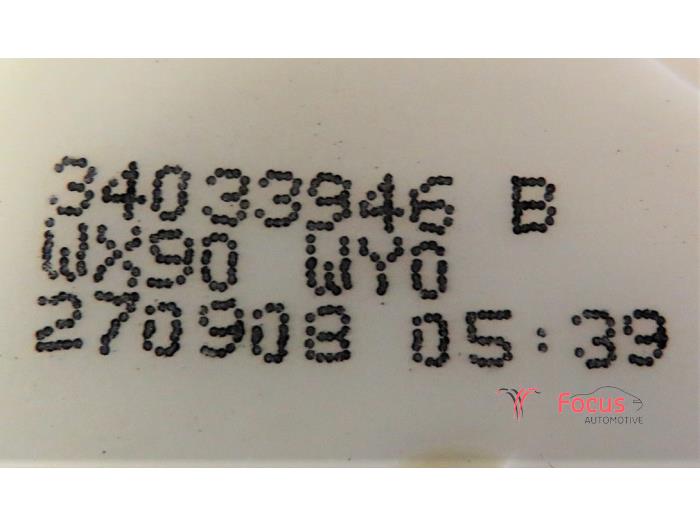 34033946 B
WX90 WY0
270908 05:39
Focus
AUTOMOTIVE